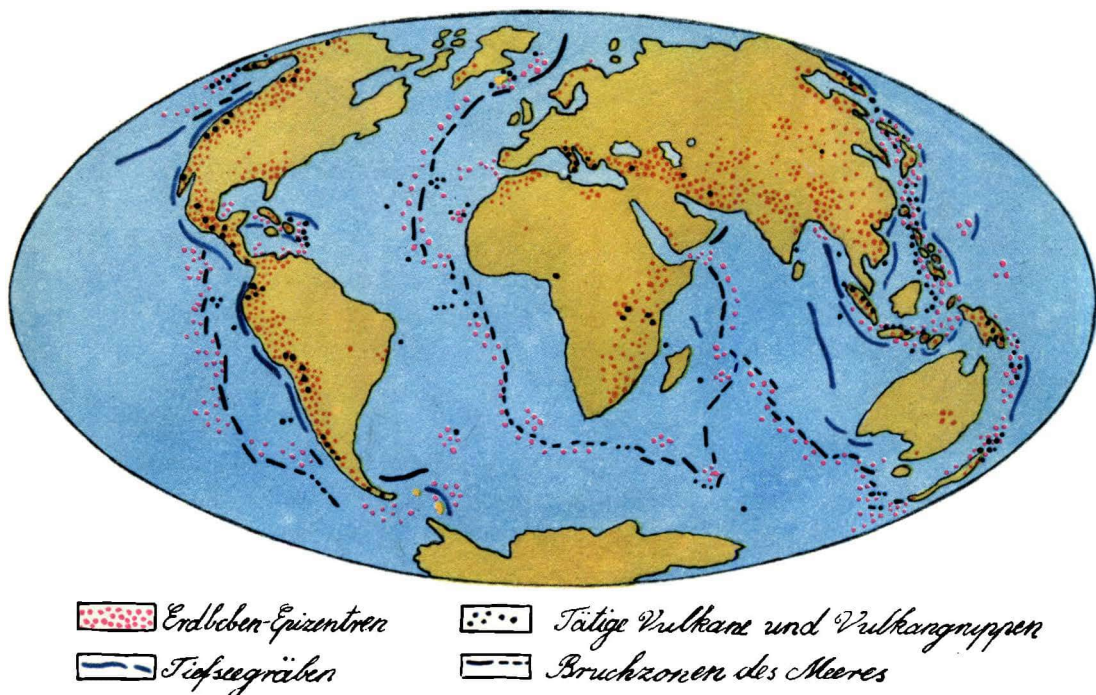 Erdbeben-Epizentren
Tätige Vulkane und Vulkangruppen
Tiefseegräben
Bruchzonen des Meeres